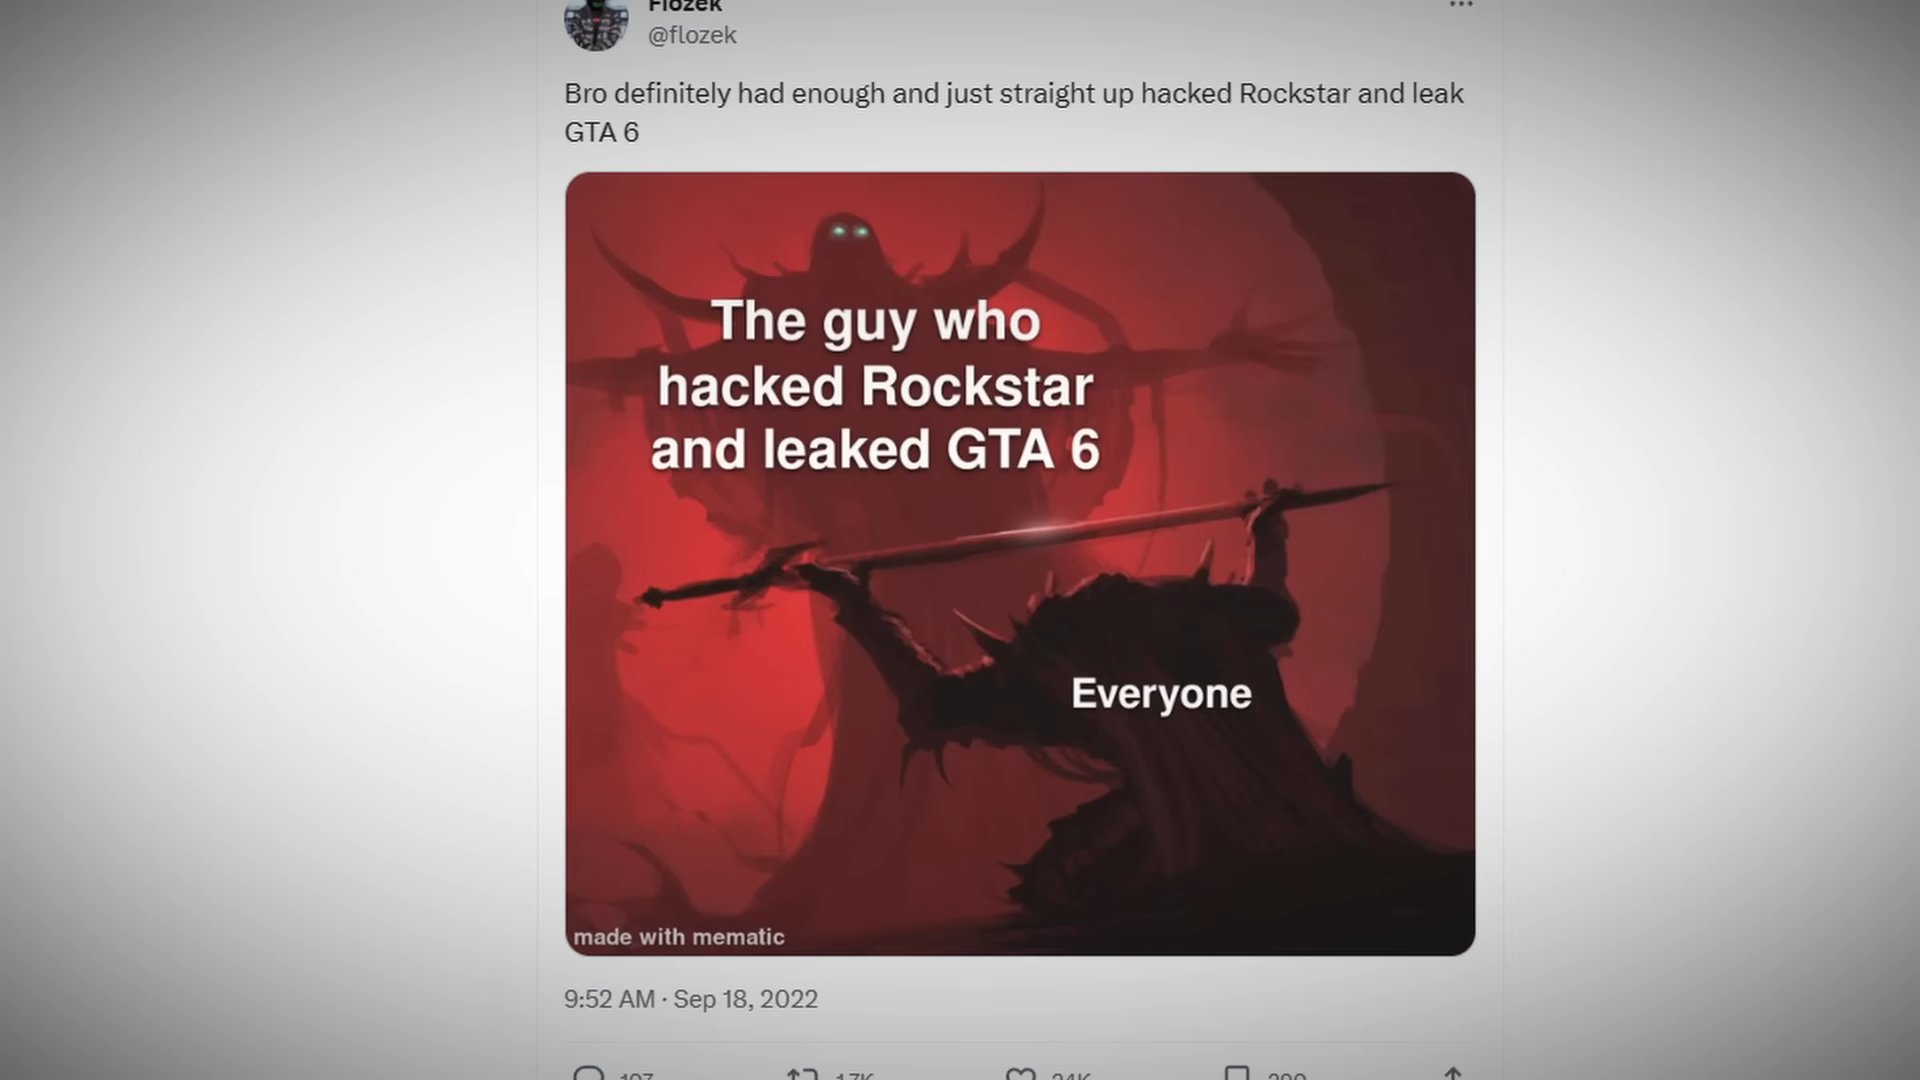 Flozek
@flozek
Bro definitely had enough and just straight up hacked Rockstar and leak
GTA 6
The guy who
hacked Rockstar
and leaked GTA 6
Everyone
made with mematic
9:52 AM · Sep 18, 2022